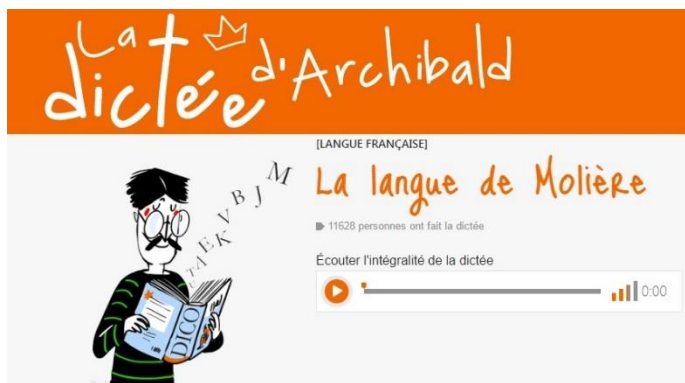 La
dictée d'Archibald
[LANGUE FRANÇAISE]
La langue de Molière
11628 personnes ont fait la dictée
Écouter l'intégralité de la dictée
0:00
M
J
B
V
K
E
A
T
DICO